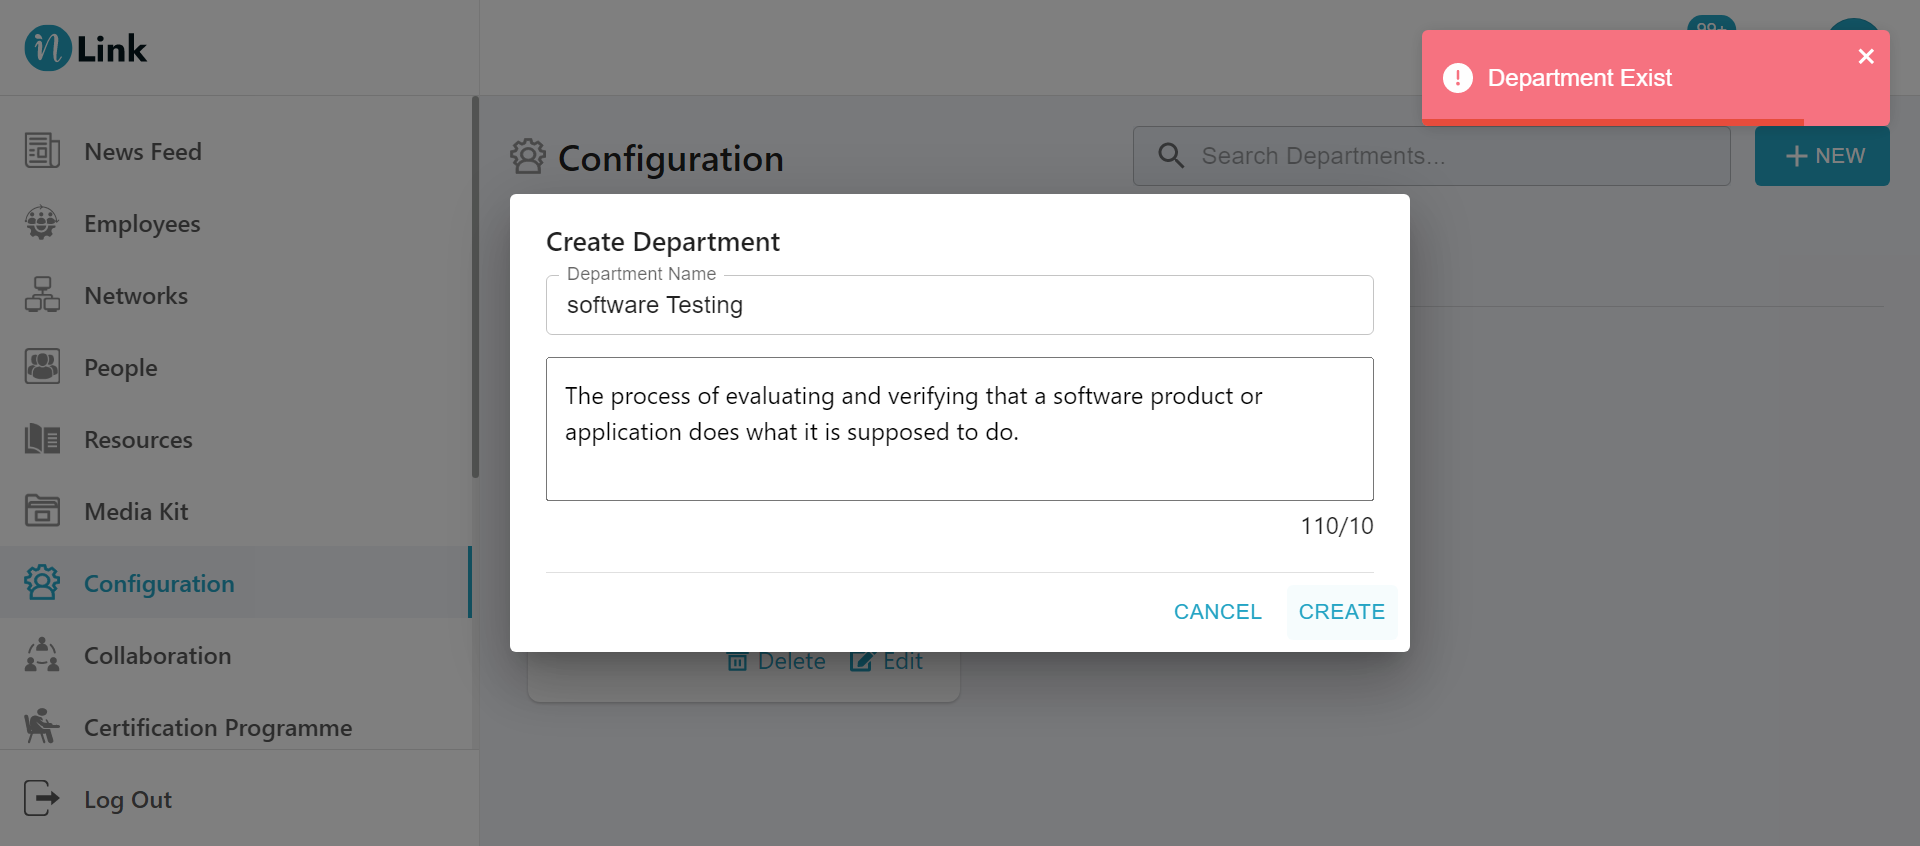 n Link
99+
Department Exist
News Feed
Employees
Networks
People
Resources
Media Kit
Configuration
Collaboration
Certification Programme
Log Out
Configuration
Search Departments...
NEW
Create Department
Department Name
software Testing
The process of evaluating and verifying that a software product or
application does what it is supposed to do.
110/10
CANCEL CREATE
Delete Edit